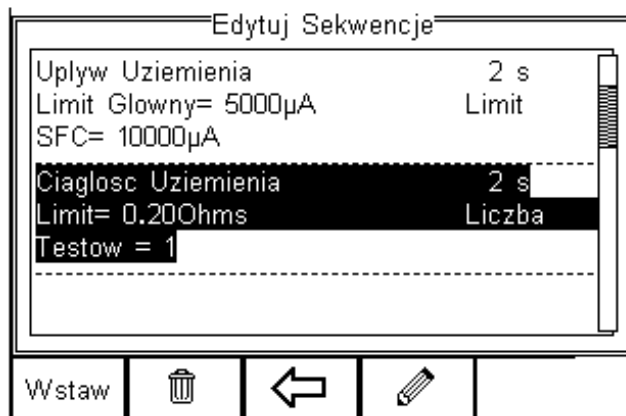 Edytuj Sekwencje
Uplyw Uziemienia 2 s
Limit Glowny= 5000µA Limit
SFC= 10000µA
Ciaglosc Uziemienia 2 s
Limit= 0.20Ohms Liczba
Testow = 1
Wstaw